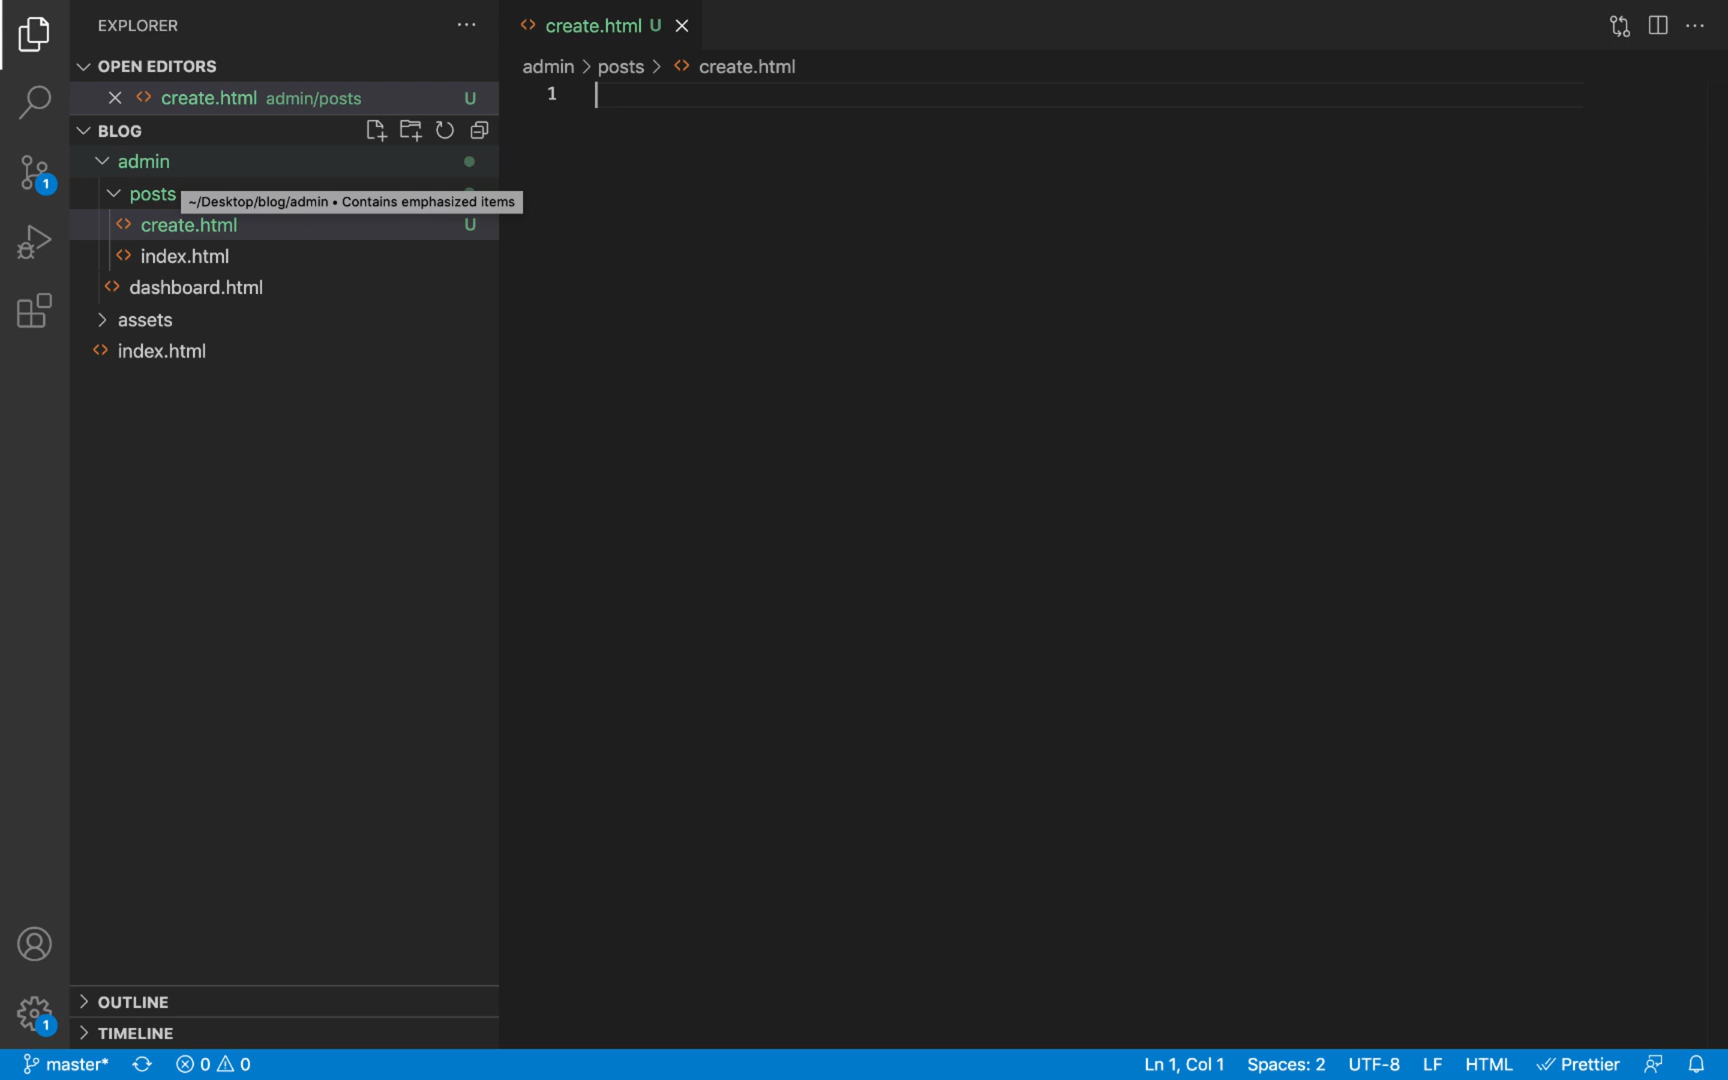 EXPLORER
OPEN EDITORS
create.html admin/posts U
BLOG
admin
posts
~/Desktop/blog/admin • Contains emphasized items
create.html U
index.html
dashboard.html
assets
index.html
OUTLINE
TIMELINE
1
1
create.html U
admin > posts > create.html
1
master*
0 0
Ln 1, Col 1 Spaces: 2 UTF-8 LF HTML Prettier